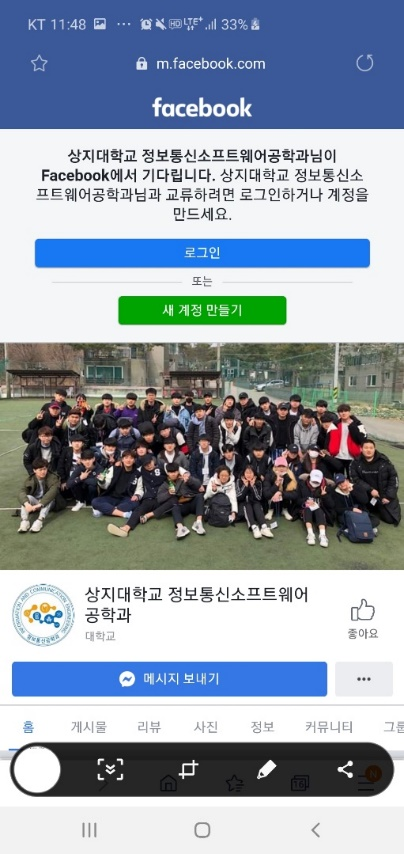 KT 11:48 ... HD LTE+ 33%
m.facebook.com
facebook
상지대학교 정보통신소프트웨어공학과님이
Facebook에서 기다립니다. 상지대학교 정보통신소
프트웨어공학과님과 교류하려면 로그인하거나 계정을
만드세요.
로그인
또는
새 계정 만들기
상지대학교 정보통신소프트웨어
공학과
대학교
좋아요
메시지 보내기
홈 게시물 리뷰 사진 정보 커뮤니티 그룹